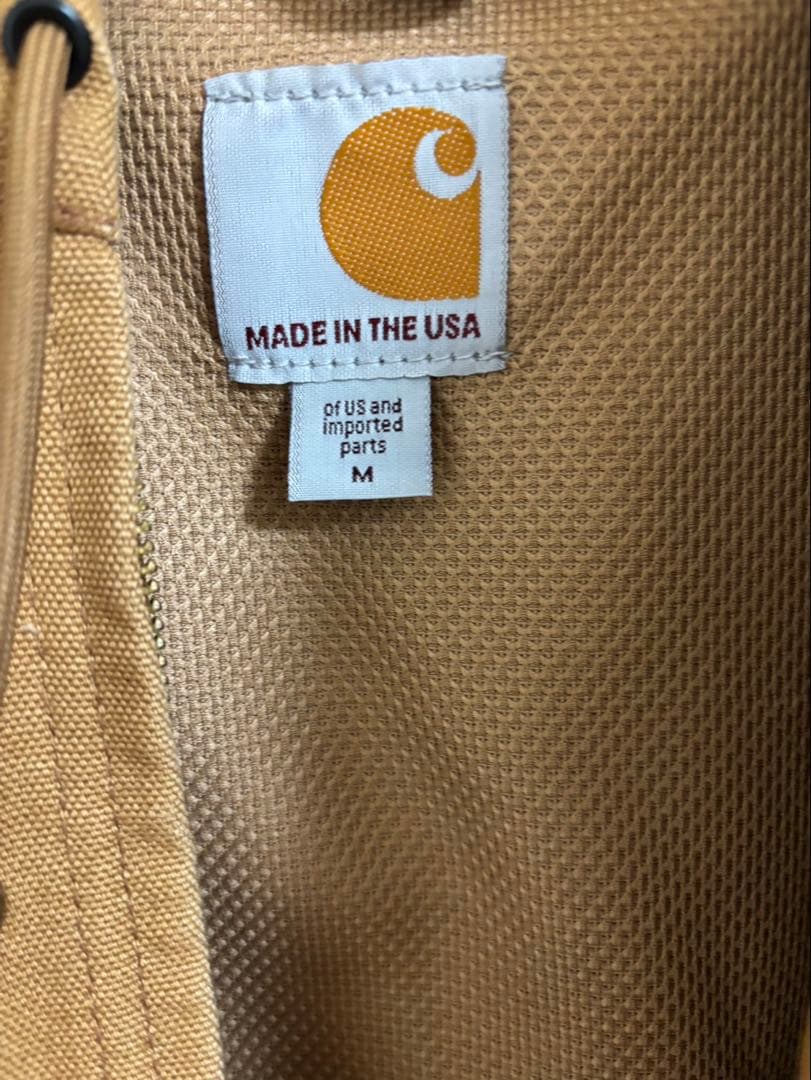 MADE IN THE USA
of US and
imported
parts
M